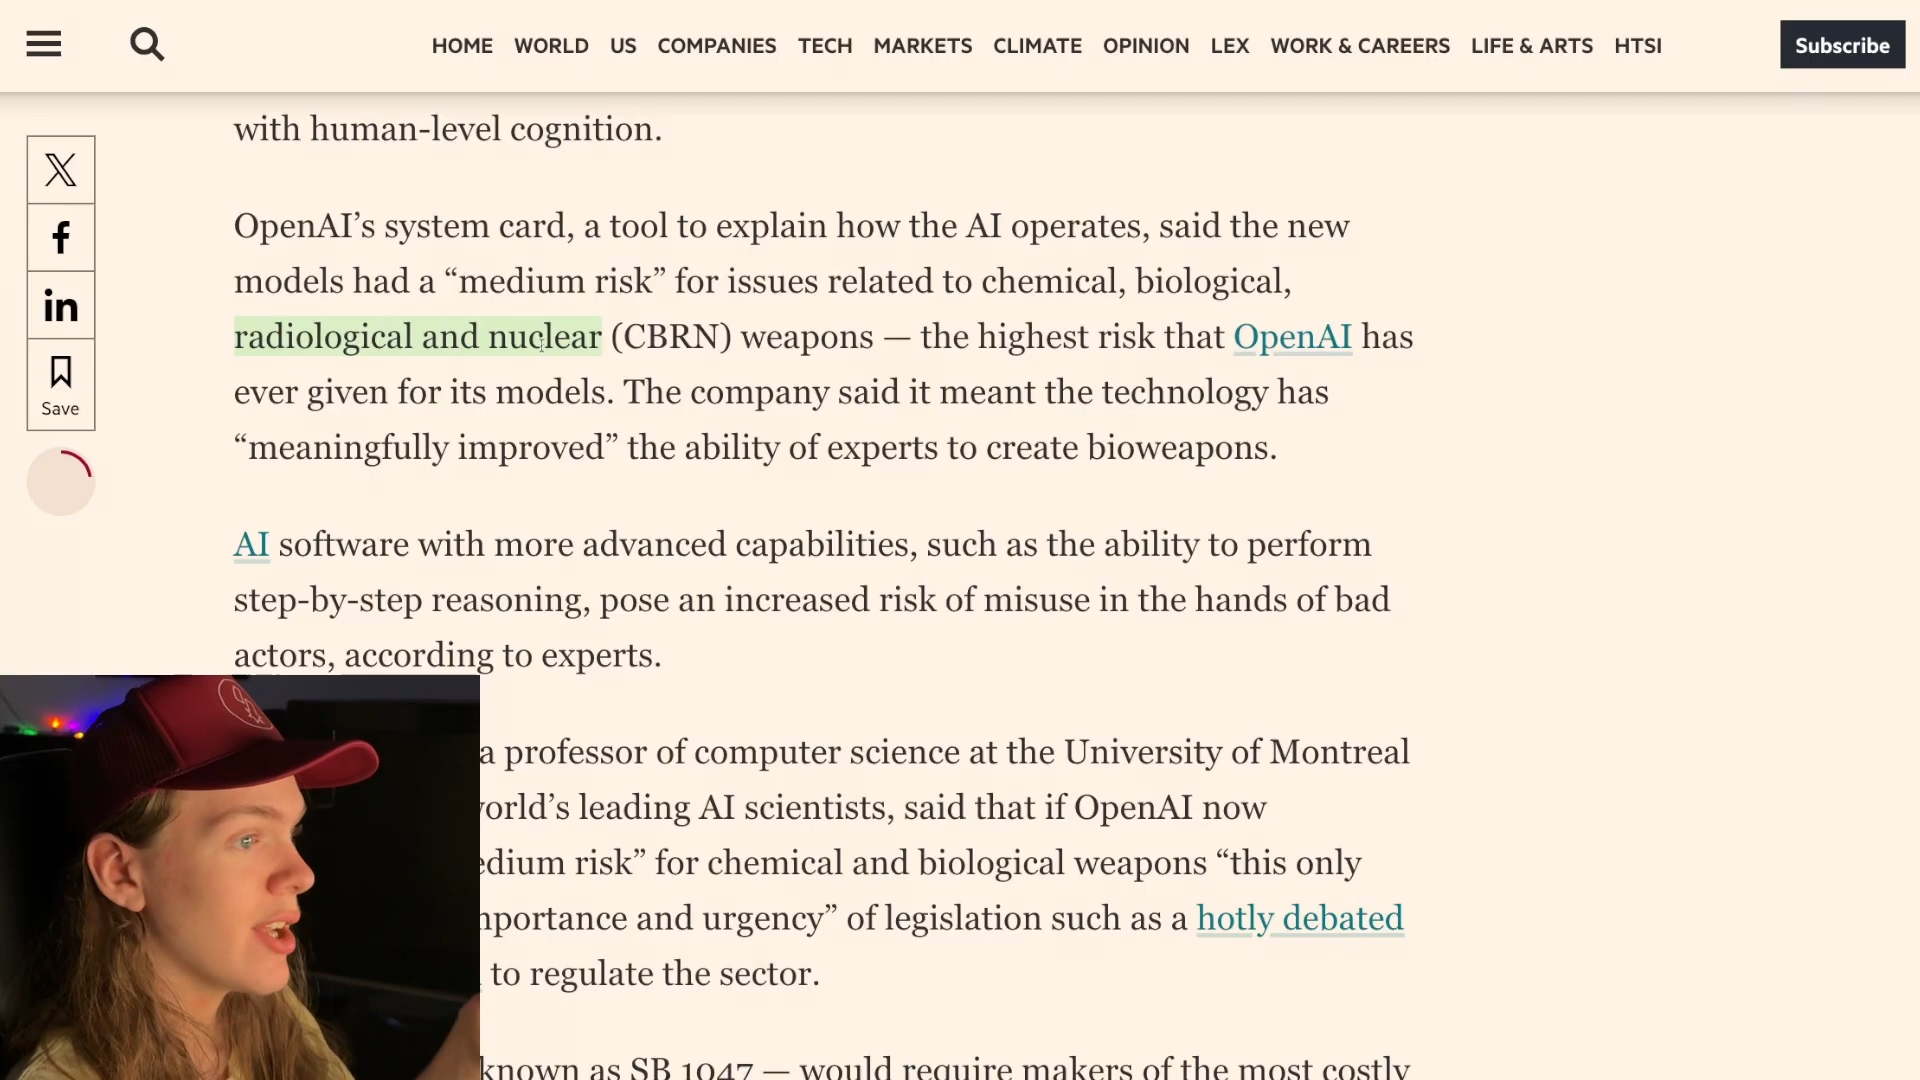 HOME WORLD US COMPANIES TECH MARKETS CLIMATE OPINION LEX WORK & CAREERS LIFE & ARTS HTSI
Subscribe
with human-level cognition.
OpenAI’s system card, a tool to explain how the AI operates, said the new
models had a “medium risk” for issues related to chemical, biological,
radiological and nuclear (CBRN) weapons — the highest risk that OpenAI has
ever given for its models. The company said it meant the technology has
“meaningfully improved” the ability of experts to create bioweapons.
Save
AI software with more advanced capabilities, such as the ability to perform
step-by-step reasoning, pose an increased risk of misuse in the hands of bad
actors, according to experts.
a professor of computer science at the University of Montreal
orld’s leading AI scientists, said that if OpenAI now
edium risk” for chemical and biological weapons “this only
mportance and urgency” of legislation such as a hotly debated
to regulate the sector.
known as SB 1047 — would require makers of the most costly